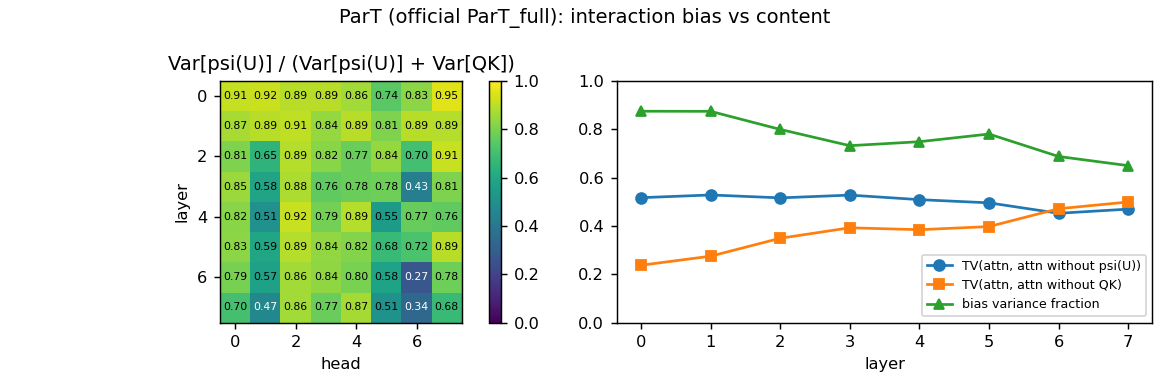 ParT (official ParT_full): interaction bias vs content
Var[psi(U)] / (Var[psi(U)] + Var[QK])
0.91 0.92 0.89 0.89 0.86 0.74 0.83 0.95
0.87 0.89 0.91 0.84 0.89 0.81 0.89 0.89
0.81 0.65 0.89 0.82 0.77 0.84 0.70 0.91
0.85 0.58 0.88 0.76 0.78 0.78 0.43 0.81
0.82 0.51 0.92 0.79 0.89 0.55 0.77 0.76
0.83 0.59 0.89 0.84 0.82 0.68 0.72 0.89
0.79 0.57 0.86 0.84 0.80 0.58 0.27 0.78
0.70 0.47 0.86 0.77 0.87 0.51 0.34 0.68
0
2
4
6
layer
0 2 4 6
head
1.0
0.8
0.6
0.4
0.2
0.0
1.0
0.8
0.6
0.4
0.2
0.0
TV(attn, attn without psi(U))
TV(attn, attn without QK)
bias variance fraction
0 1 2 3 4 5 6 7
layer